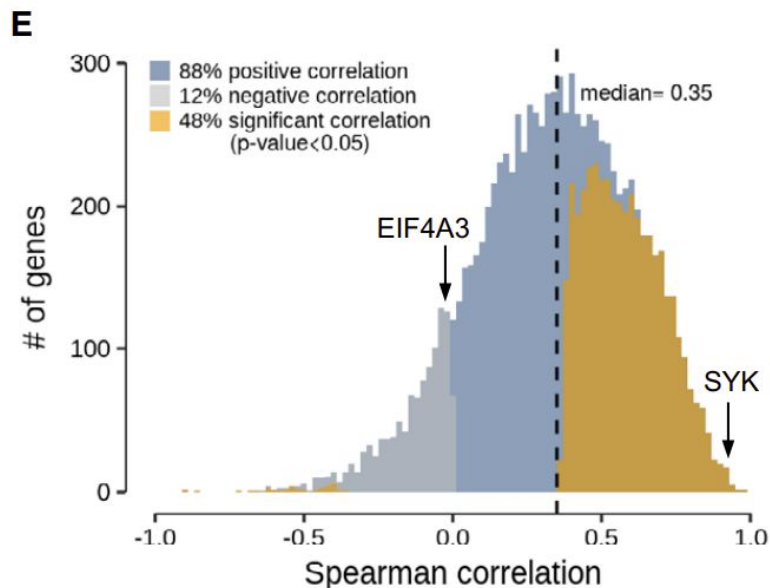 E
300
88% positive correlation
12% negative correlation
48% significant correlation
(p-value<0.05)
median= 0.35
200
EIF4A3
# of genes
100
SYK
0
-1.0 -0.5 0.0 0.5 1.0
Spearman correlation